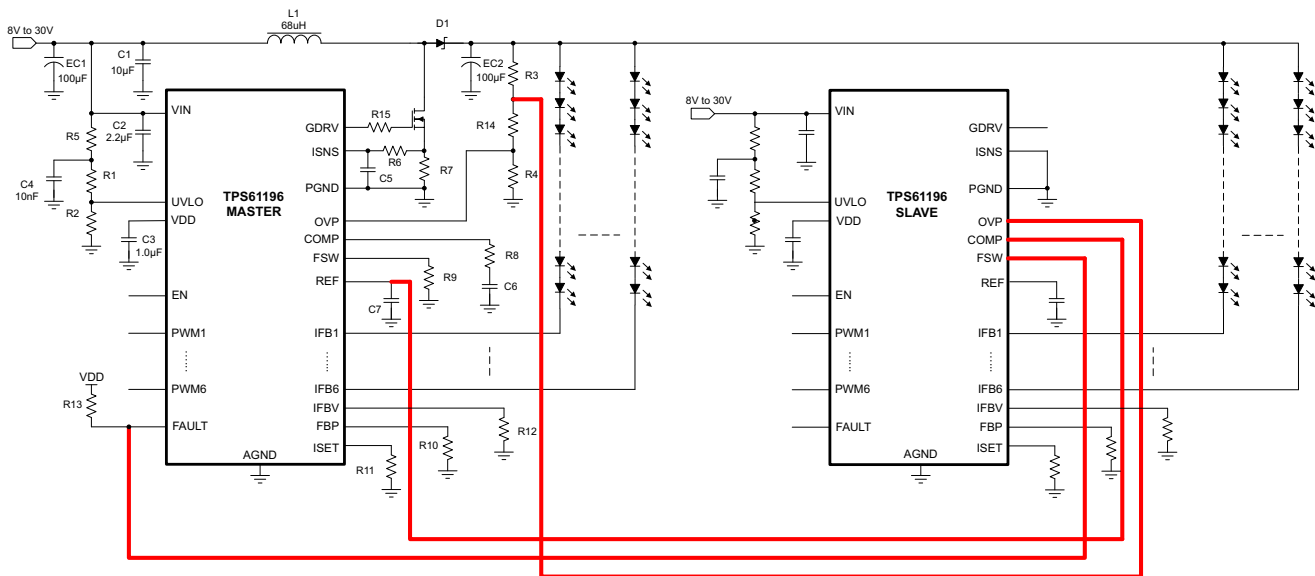 8V to 30V
L1
68uH
D1
EC1
100µF
C1
10µF
EC2
100µF
R3
R5
C2
2.2µF
C4
10nF
R1
R2
C3
1.0µF
VIN
UVLO
VDD
EN
PWM1
PWM6
FAULT
TPS61196
MASTER
AGND
GDRV
ISNS
PGND
OVP
COMP
FSW
REF
IFB1
IFB6
IFBV
FBP
ISET
R15
R6
R7
C5
R14
R4
R8
R9
C6
C7
R12
R10
R11
VDD
R13
8V to 30V
VIN
UVLO
VDD
EN
PWM1
PWM6
FAULT
TPS61196
SLAVE
AGND
GDRV
ISNS
PGND
OVP
COMP
FSW
REF
IFB1
IFB6
IFBV
FBP
ISET